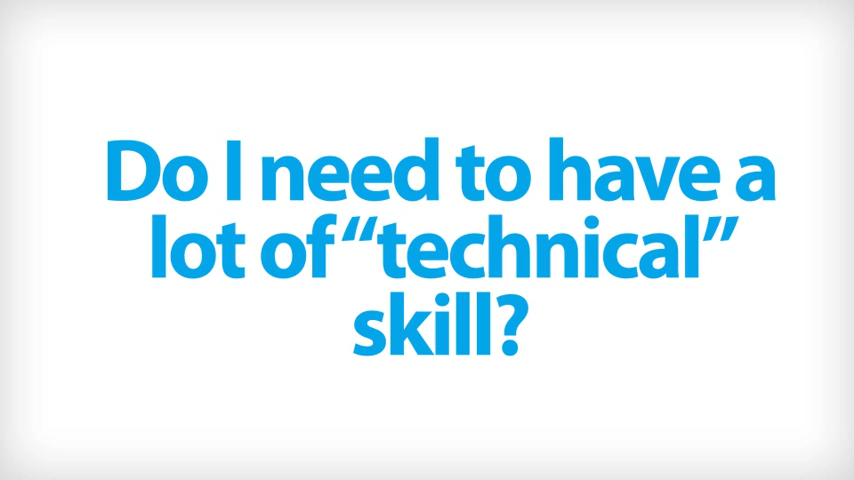 Do I need to have a
lot of “technical”
skill?